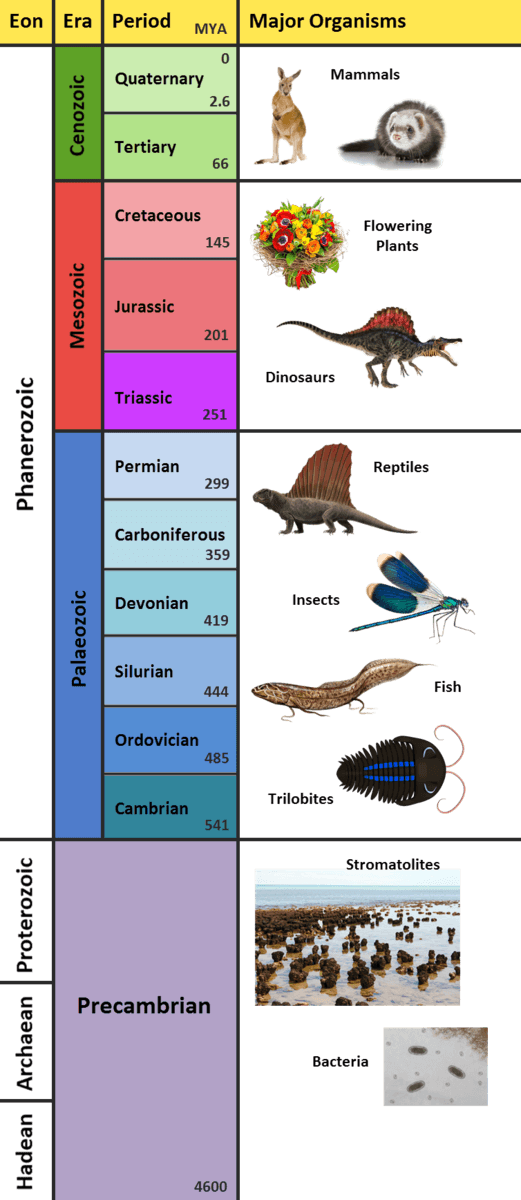 Eon Era Period MYA Major Organisms
Phanerozoic
Cenozoic
0
Quaternary
2.6
Tertiary
66
Mammals
Mesozoic
Cretaceous
145
Jurassic
201
Triassic
251
Flowering
Plants
Dinosaurs
Palaeozoic
Permian
299
Carboniferous
359
Devonian
419
Silurian
444
Ordovician
485
Cambrian
541
Reptiles
Insects
Fish
Trilobites
Proterozoic
Archaean
Hadean
Precambrian
4600
Stromatolites
Bacteria